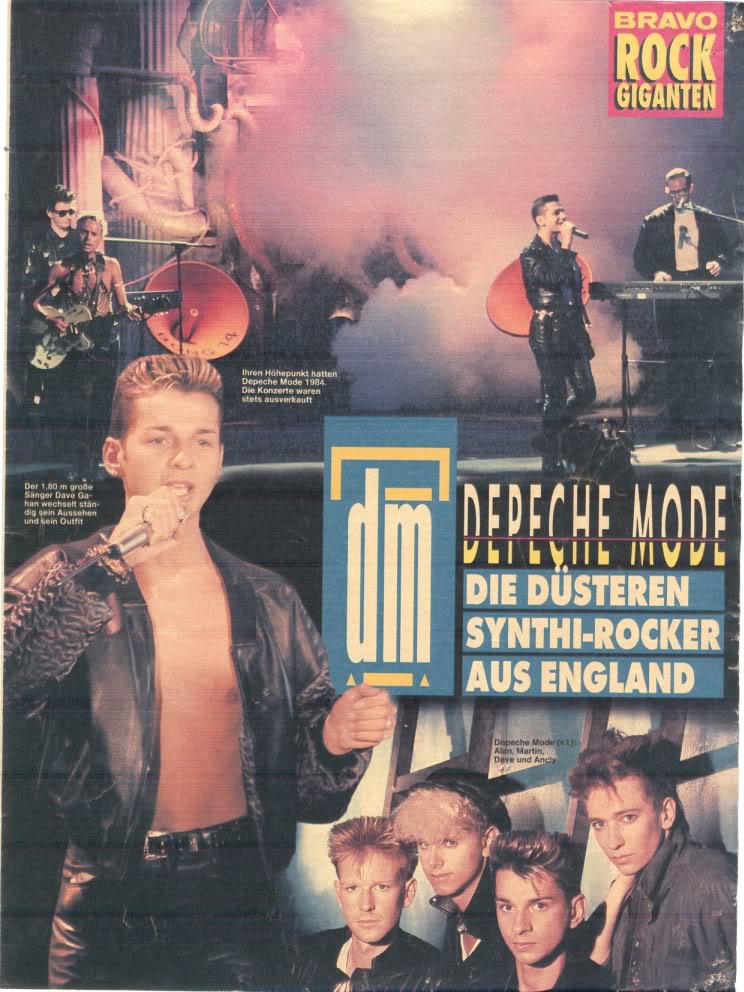 BRAVO
ROCK
GIGANTEN
BONG 14
Ihren Höhepunkt hatten
Depeche Mode 1984.
Die Konzerte waren
stets ausverkauft
Der 1,80 m große
Sänger Dave Ga-
han wechselt stän-
dig sein Aussehen
und sein Outfit
dm
DEPECHE MODE
DIE DÜSTEREN
SYNTHI-ROCKER
AUS ENGLAND
Depeche Mode (v.l.):
Alan, Martin,
Dave und Andy